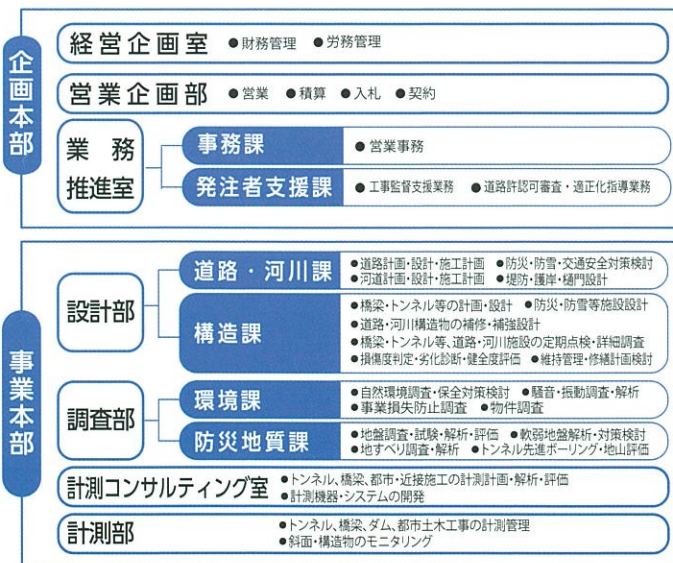 企画本部
経営企画室 ●財務管理 ●労務管理
営業企画部 ●営業 ●積算 ●入札 ●契約
業務
推進室
事務課 ●営業事務
発注者支援課 ●工事監督支援業務 ●道路許認可審査・適正化指導業務
事業本部
設計部
道路・河川課 ●道路計画・設計・施工計画 ●防災・防雪・交通安全対策検討
●河道計画・設計・施工計画 ●堤防・護岸・樋門設計
構造課 ●橋梁・トンネル等の計画・設計 ●防災・防雪等施設設計
●道路・河川構造物の補修・補強設計
●橋梁・トンネル等、道路・河川施設の定期点検・詳細調査
●損傷度判定・劣化診断・健全度評価 ●維持管理・修繕計画検討
調査部
環境課 ●自然環境調査・保全対策検討 ●騒音・振動調査・解析
●事業損失防止調査 ●物件調査
防災地質課 ●地盤調査・試験・解析・評価 ●軟弱地盤解析・対策検討
●地すべり調査・解析 ●トンネル先進ボーリング・地山評価
計測コンサルティング室 ●トンネル、橋梁、都市・近接施工の計測計画・解析・評価
●計測機器・システムの開発
計測部 ●トンネル、橋梁、ダム、都市土木工事の計測管理
●斜面・構造物のモニタリング